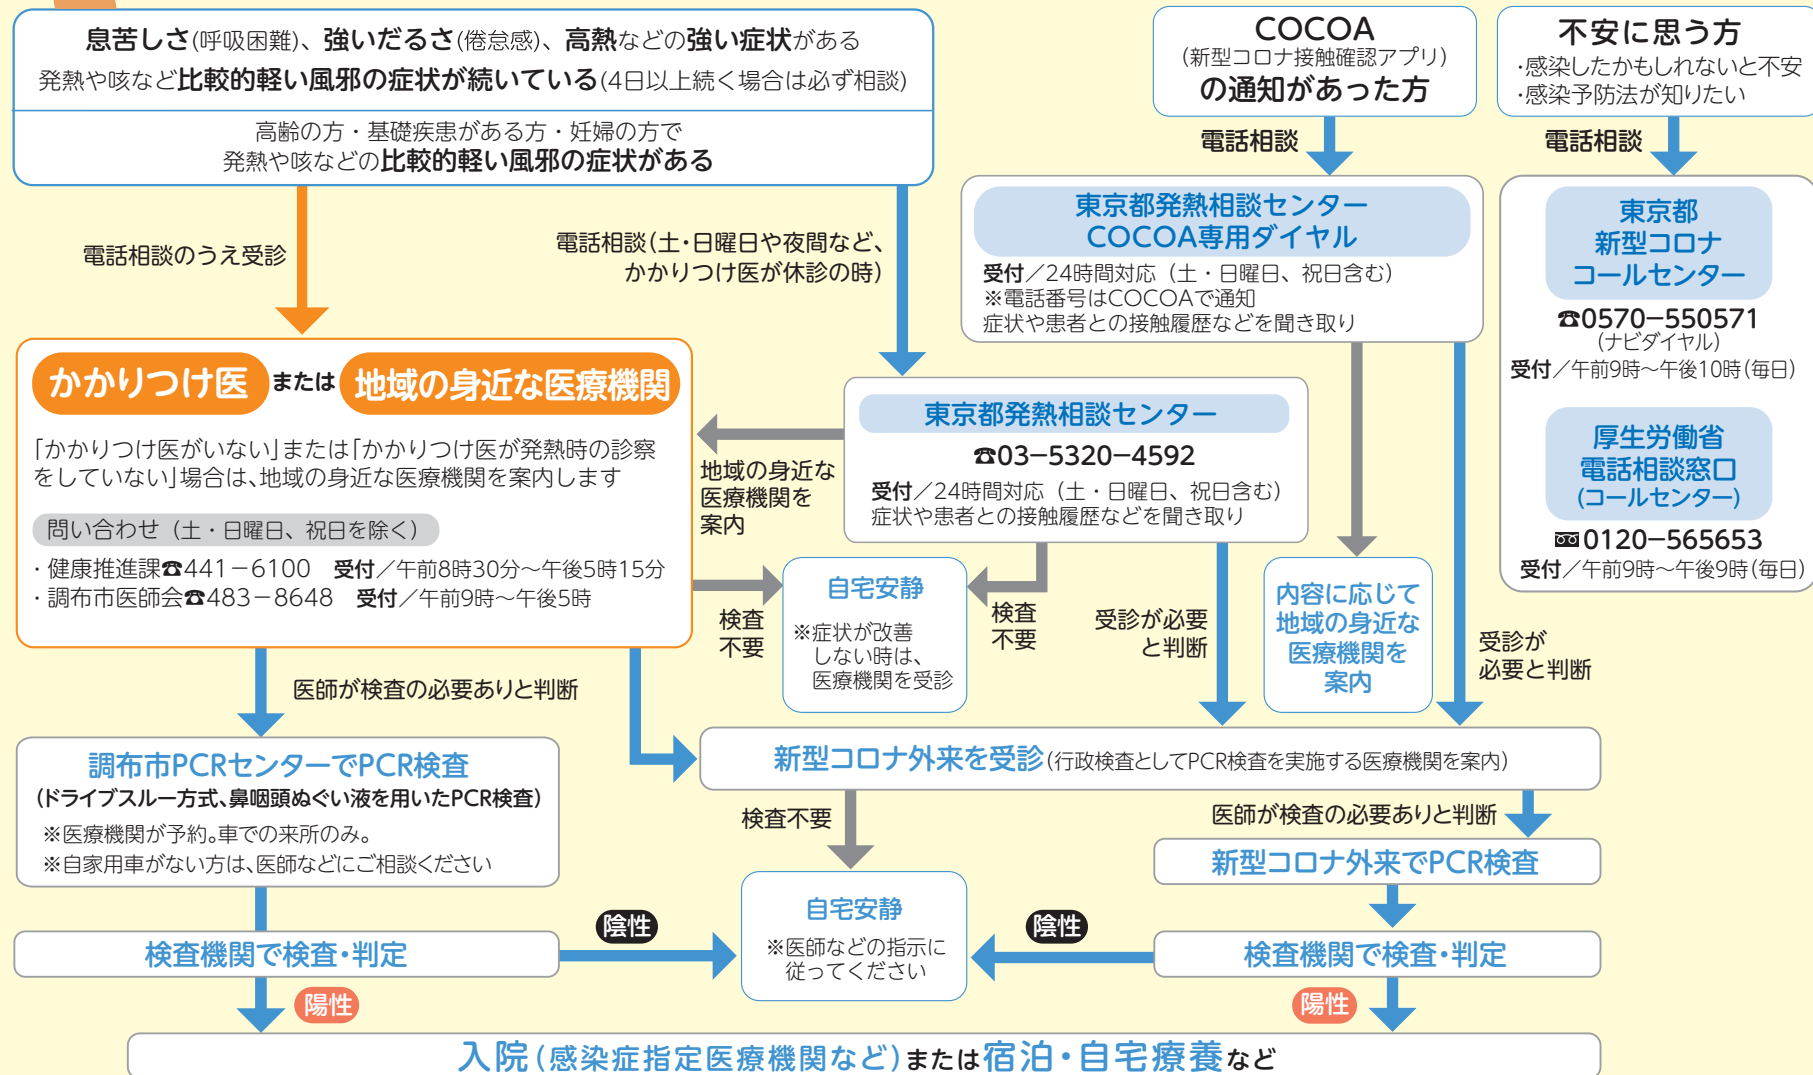 息苦しさ(呼吸困難)、強いだるさ(倦怠感)、高熱などの強い症状がある
発熱や咳など比較的軽い風邪の症状が続いている(4日以上続く場合は必ず相談)
高齢の方・基礎疾患がある方・妊婦の方で
発熱や咳などの比較的軽い風邪の症状がある
COCOA
(新型コロナ接触確認アプリ)
の通知があった方
不安に思う方
・感染したかもしれないと不安
・感染予防法が知りたい
電話相談
電話相談
電話相談のうえ受診
電話相談(土・日曜日や夜間など、
かかりつけ医が休診の時)
東京都発熱相談センター
COCOA専用ダイヤル
受付／24時間対応（土・日曜日、祝日含む）
※電話番号はCOCOAで通知
症状や患者との接触履歴などを聞き取り
東京都
新型コロナ
コールセンター
☎0570－550571
(ナビダイヤル)
受付／午前9時～午後10時(毎日)
厚生労働省
電話相談窓口
(コールセンター)
0120－565653
受付／午前9時～午後9時(毎日)
かかりつけ医 または 地域の身近な医療機関
「かかりつけ医がいない」または「かかりつけ医が発熱時の診察
をしていない」場合は、地域の身近な医療機関を案内します
問い合わせ（土・日曜日、祝日を除く）
・健康推進課☎441－6100　受付／午前8時30分～午後5時15分
・調布市医師会☎483－8648　受付／午前9時～午後5時
東京都発熱相談センター
☎03－5320－4592
受付／24時間対応（土・日曜日、祝日含む）
症状や患者との接触履歴などを聞き取り
地域の身近な
医療機関を
案内
検査
不要
自宅安静
※症状が改善
しない時は、
医療機関を受診
検査
不要
受診が必要
と判断
内容に応じて
地域の身近な
医療機関を
案内
受診が
必要と判断
医師が検査の必要ありと判断
調布市PCRセンターでPCR検査
(ドライブスルー方式、鼻咽頭ぬぐい液を用いたPCR検査)
※医療機関が予約。車での来所のみ。
※自家用車がない方は、医師などにご相談ください
新型コロナ外来を受診(行政検査としてPCR検査を実施する医療機関を案内)
検査不要
医師が検査の必要ありと判断
新型コロナ外来でPCR検査
自宅安静
※医師などの指示に
従ってください
検査機関で検査・判定
陰性
陰性
検査機関で検査・判定
陽性
陽性
入院(感染症指定医療機関など)または宿泊・自宅療養など